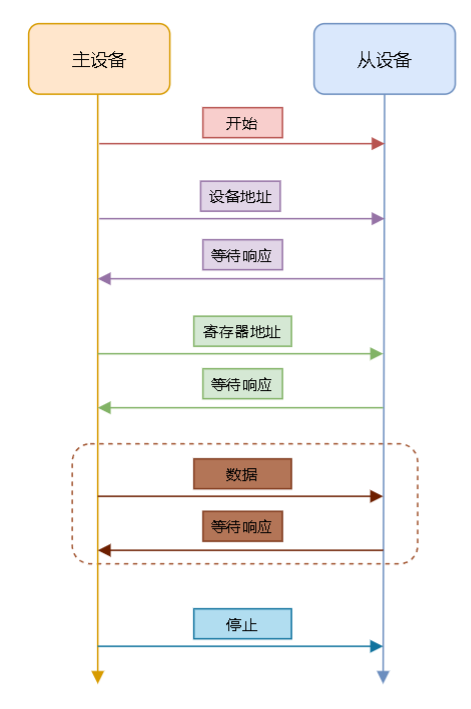 主设备
从设备
开始
设备地址
等待响应
寄存器地址
等待响应
数据
等待响应
停止